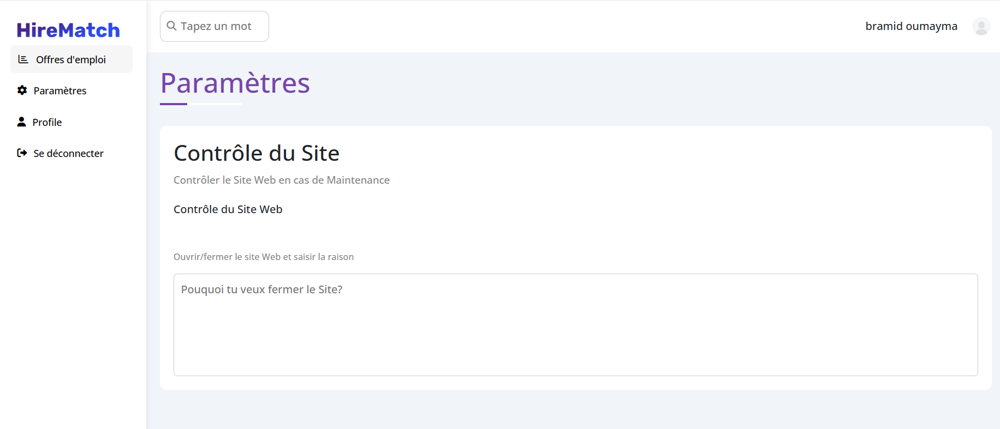 HireMatch
Offres d'emploi
Paramètres
Profile
Se déconnecter
Tapez un mot
bramid oumayma
Paramètres
Contrôle du Site
Contrôler le Site Web en cas de Maintenance
Contrôle du Site Web
Ouvrir/fermer le site Web et saisir la raison
Pouquoi tu veux fermer le Site?